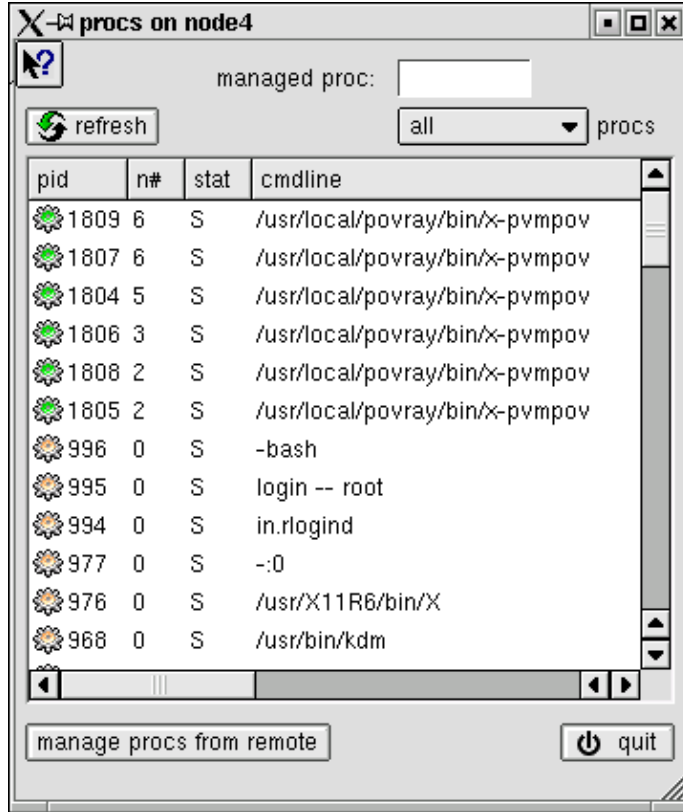 procs on node4
managed proc:
refresh all procs
pid n# stat cmdline
1809 6 S /usr/local/povray/bin/x-pvmpov
1807 6 S /usr/local/povray/bin/x-pvmpov
1804 5 S /usr/local/povray/bin/x-pvmpov
1806 3 S /usr/local/povray/bin/x-pvmpov
1808 2 S /usr/local/povray/bin/x-pvmpov
1805 2 S /usr/local/povray/bin/x-pvmpov
996 0 S -bash
995 0 S login -- root
994 0 S in.rlogind
977 0 S -:0
976 0 S /usr/X11R6/bin/X
968 0 S /usr/bin/kdm
manage procs from remote quit